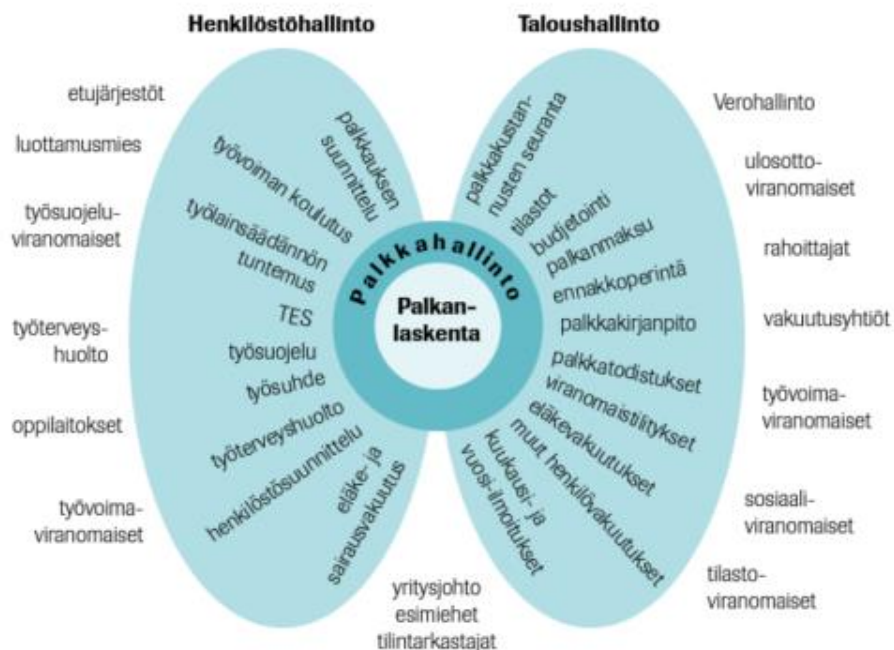 Henkilöstöhallinto
Taloushallinto
etujärjestöt
luottamusmies
työsuojelu-
viranomaiset
työterveys-
huolto
oppilaitokset
työvoima-
viranomaiset
palkkauksen
suunnittelu
työvoiman koulutus
työlainsäädännön
tuntemus
TES
työsuojelu
työsuhde
työterveyshuolto
henkilöstösuunnittelu
eläke- ja
sairausvakuutus
Palkkahallinto
Palkan-
laskenta
palkkakustan-
nusten seuranta
tilastot
budjetointi
palkanmaksu
ennakkoperintä
palkkakirjanpito
palkkatodistukset
viranomaistilitykset
eläkevakuutukset
muut henkilövakuutukset
kuukausi- ja
vuosi-ilmoitukset
Verohallinto
ulosotto-
viranomaiset
rahoittajat
vakuutusyhtiöt
työvoima-
viranomaiset
sosiaali-
viranomaiset
tilasto-
viranomaiset
yritysjohto
esimiehet
tilintarkastajat